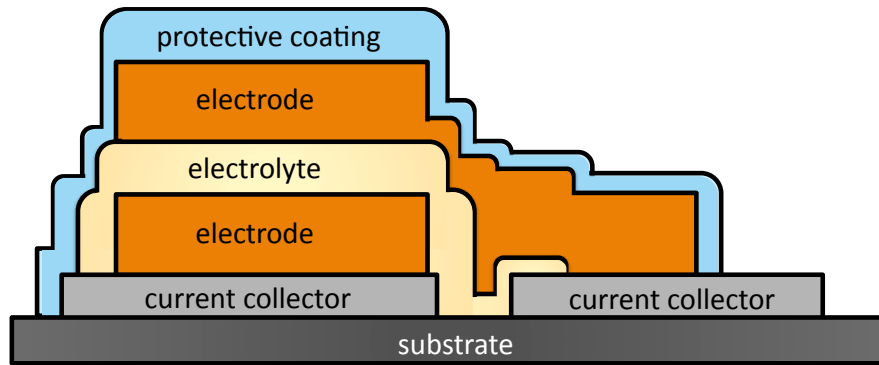 protective coating
electrode
electrolyte
electrode
current collector
current collector
substrate